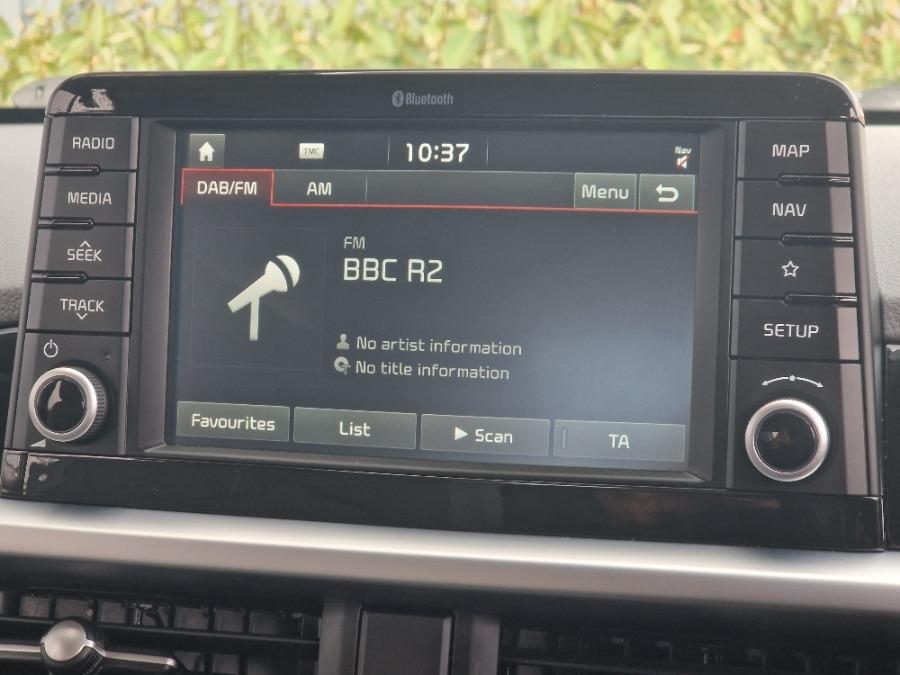 Bluetooth
RADIO
MEDIA
SEEK
TRACK
TMC
10:37
Nav
DAB/FM
AM
Menu
FM
BBC R2
No artist information
No title information
Favourites
List
Scan
TA
MAP
NAV
SETUP